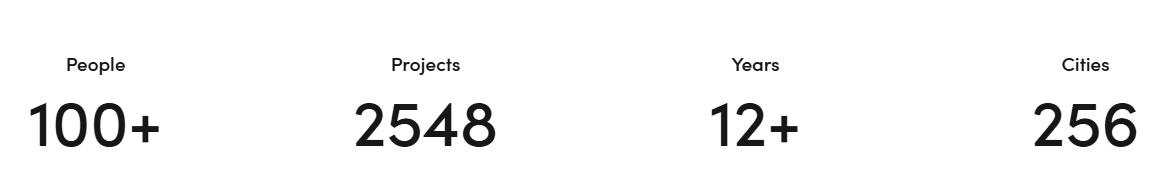 People Projects Years Cities
100+ 2548 12+ 256